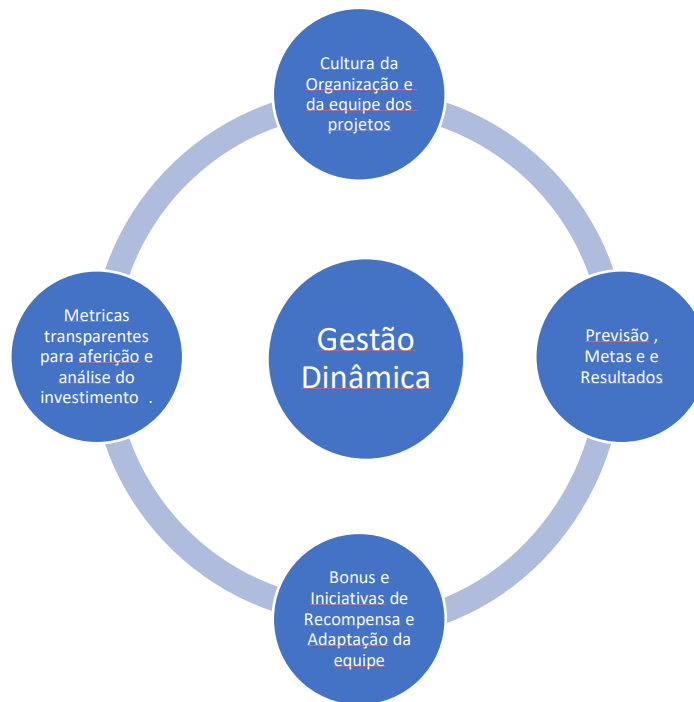 Cultura da
Organização e
da equipe dos
projetos
Metricas
transparentes
para aferição e
análise do
investimento .
Gestão
Dinâmica
Previsão ,
Metas e e
Resultados
Bonus e
Iniciativas de
Recompensa e
Adaptação da
equipe